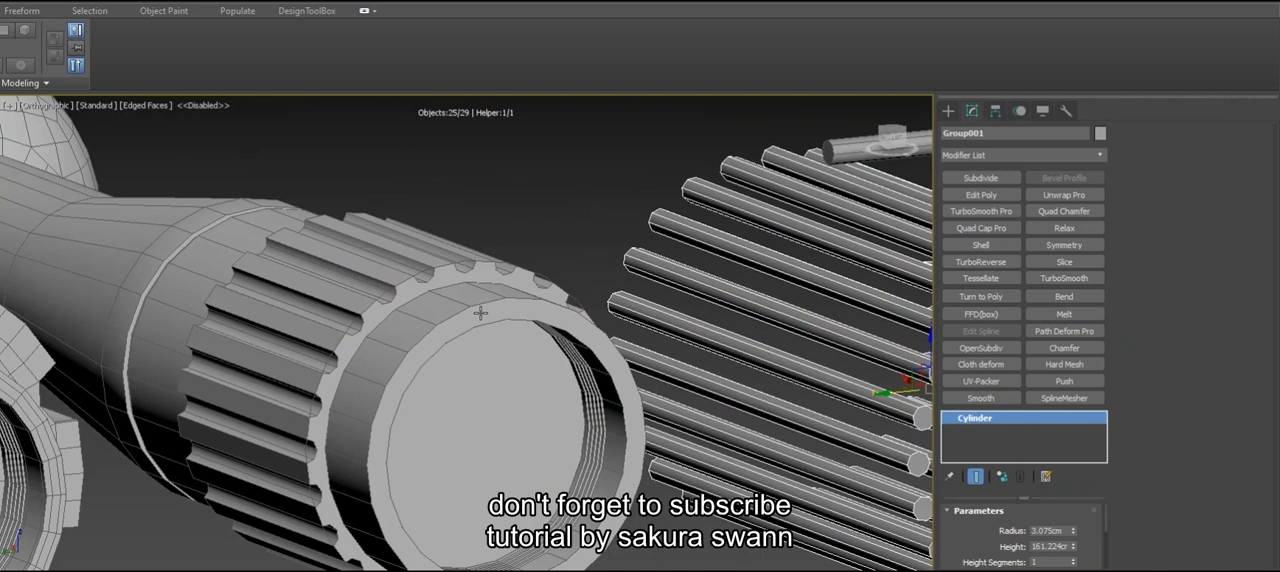 Freeform Selection Object Paint Populate DesignToolBox
Modeling
[+] [Orthographic] [Standard] [Edged Faces] <<Disabled>>
Objects:25/29 | Helper:1/1
Group001
Modifier List
Subdivide Bevel Profile
Edit Poly Unwrap Pro
TurboSmooth Pro Quad Chamfer
Quad Cap Pro Relax
Shell Symmetry
TurboReverse Slice
Tessellate TurboSmooth
Turn to Poly Bend
FFD(box) Melt
Edit Spline Path Deform Pro
OpenSubdiv Chamfer
Cloth deform Hard Mesh
UV-Packer Push
Smooth SplineMesher
Cylinder
Parameters
Radius: 3.075cm
Height: 161.224cr
Height Segments: 1
don't forget to subscribe
tutorial by sakura swann